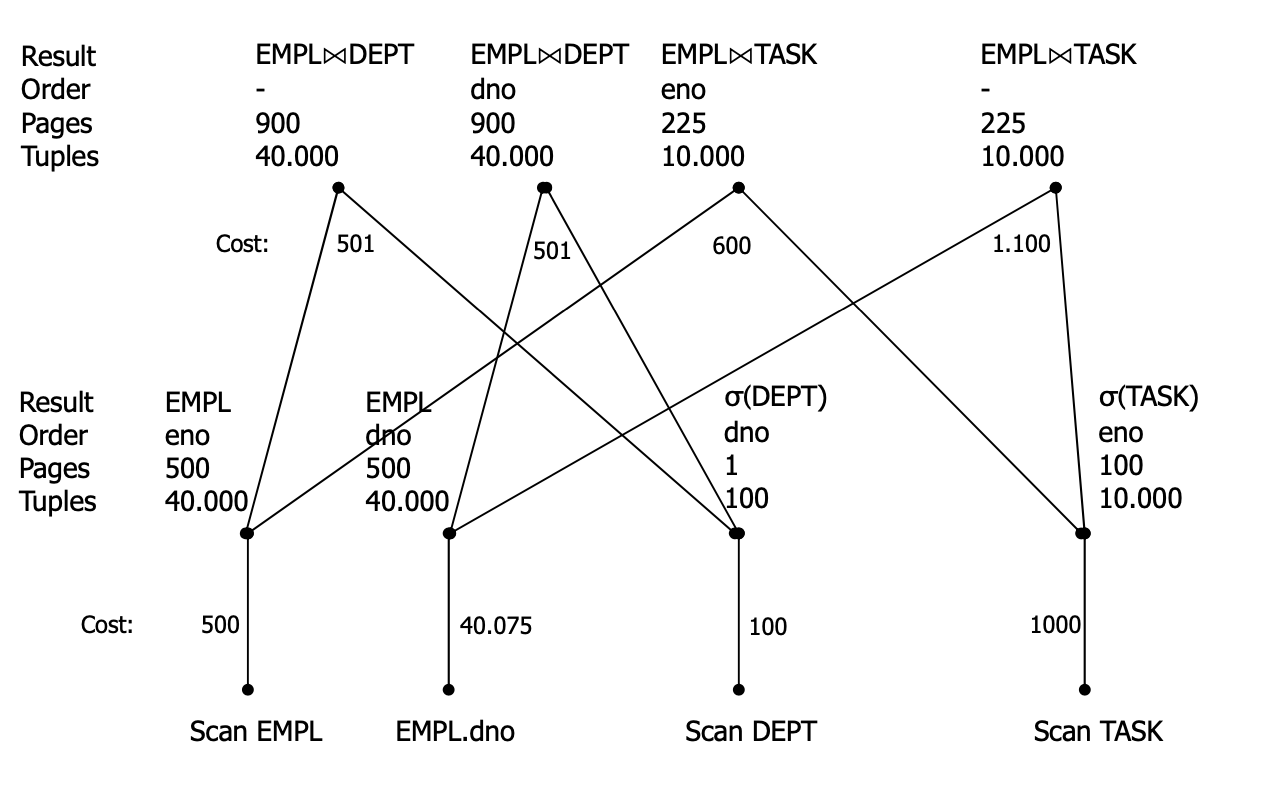 Result EMPL⋈DEPT EMPL⋈DEPT EMPL⋈TASK EMPL⋈TASK
Order - dno eno -
Pages 900 900 225 225
Tuples 40.000 40.000 10.000 10.000
Cost: 501 501 600 1.100
Result EMPL EMPL σ(DEPT) σ(TASK)
Order eno dno dno eno
Pages 500 500 1 100
Tuples 40.000 40.000 100 10.000
Cost: 500 40.075 100 1000
Scan EMPL EMPL.dno Scan DEPT Scan TASK